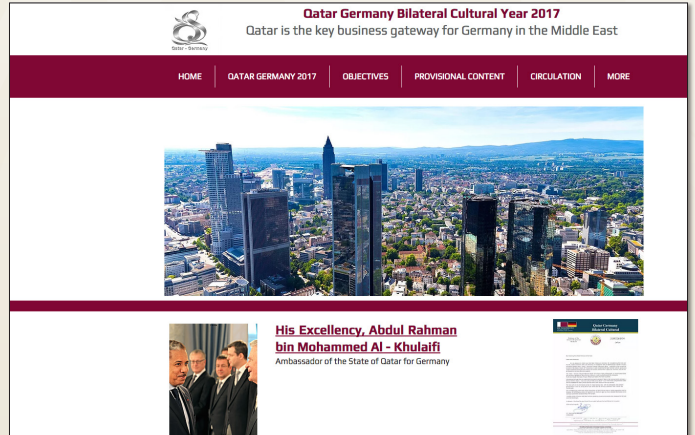 Qatar Germany Bilateral Cultural Year 2017
Qatar is the key business gateway for Germany in the Middle East
Qatar - Germany
HOME
QATAR GERMANY 2017
OBJECTIVES
PROVISIONAL CONTENT
CIRCULATION
MORE
His Excellency, Abdul Rahman
bin Mohammed Al - Khulaifi
Ambassador of the State of Qatar for Germany
Qatar Germany
Bilateral Cultural